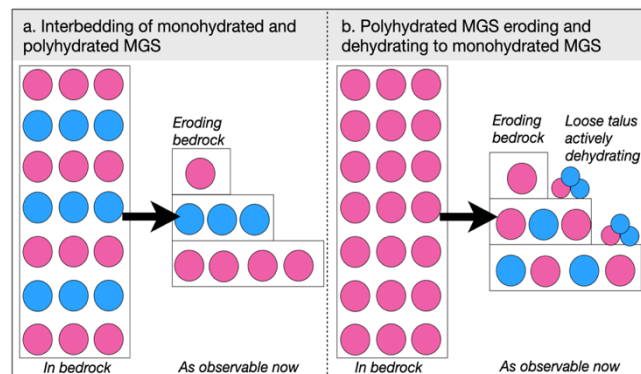 a. Interbedding of monohydrated and
polyhydrated MGS
b. Polyhydrated MGS eroding and
dehydrating to monohydrated MGS
Eroding
bedrock
In bedrock
As observable now
Eroding
bedrock
Loose talus
actively
dehydrating
In bedrock
As observable now